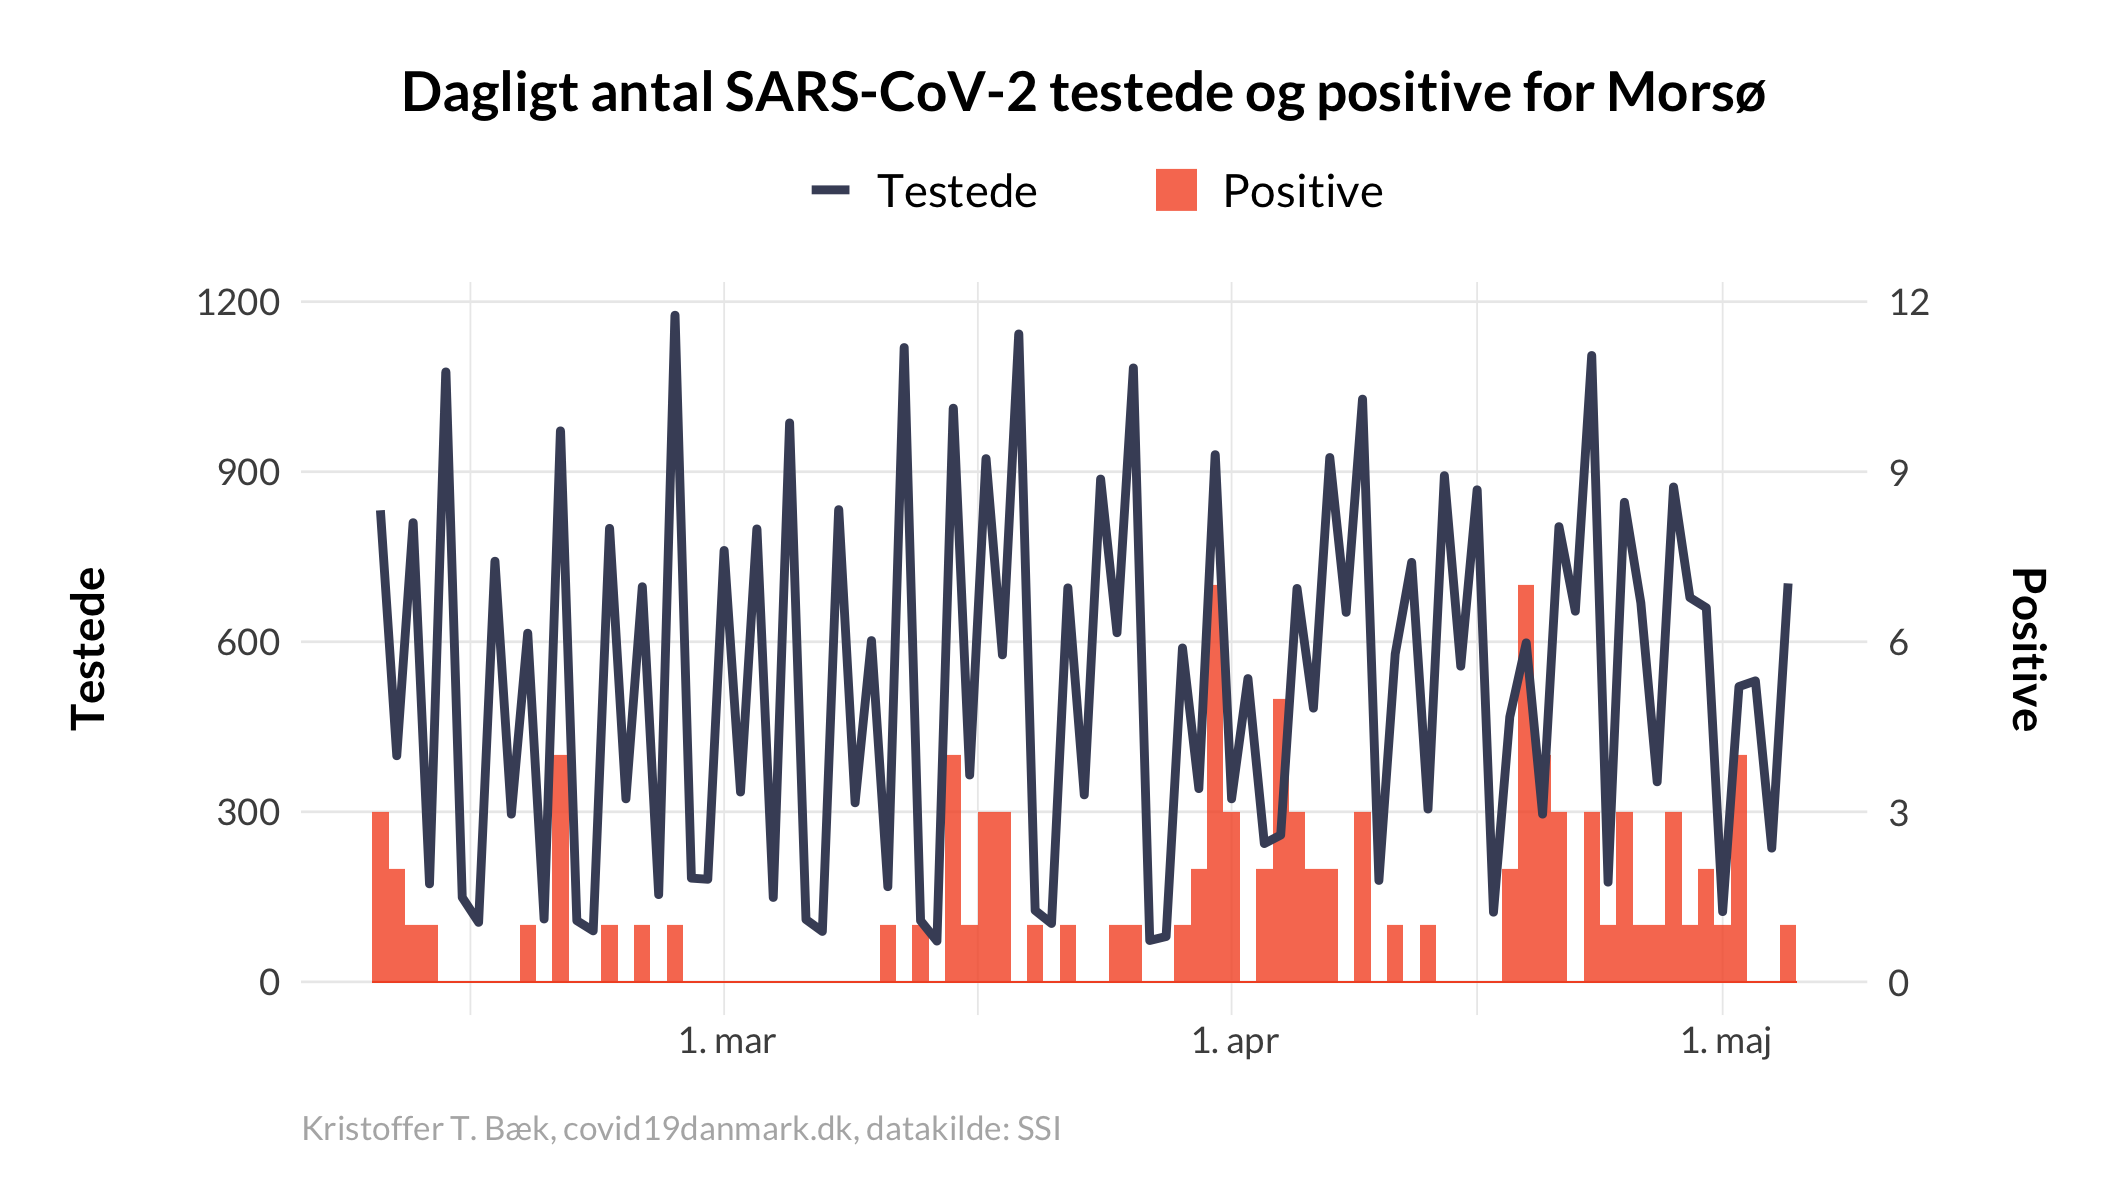 Dagligt antal SARS-CoV-2 testede og positive for Morsø
Testede
Positive
1200
900
600
300
0
12
9
6
3
0
Testede
Positive
1. mar
1. apr
1. maj
Kristoffer T. Bæk, covid19danmark.dk, datakilde: SSI